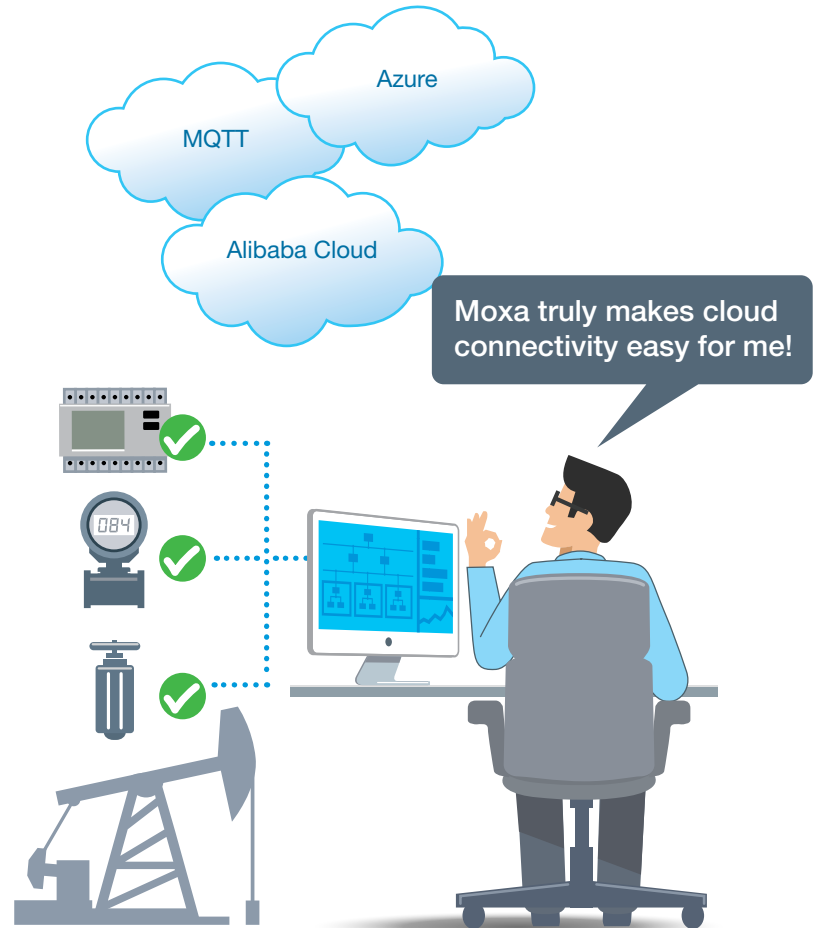 Azure
MQTT
Alibaba Cloud
Moxa truly makes cloud
connectivity easy for me!
084